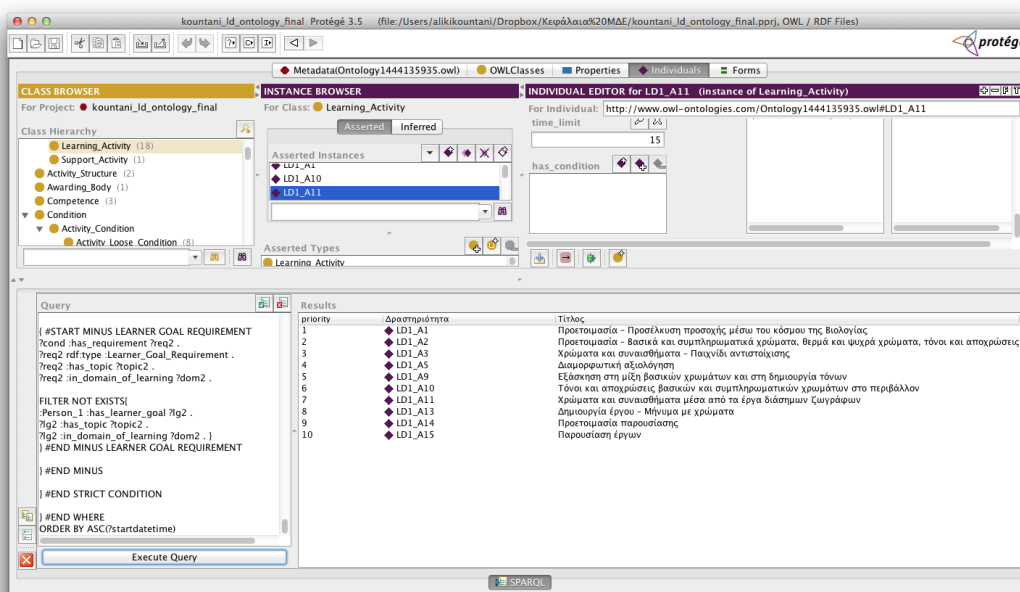 kountani_ld_ontology_final Protégé 3.5 (file:/Users/alikikountani/Dropbox/Κεφάλαια%20ΜΔΕ/kountani_ld_ontology_final.pprj, OWL / RDF Files)
protégé
Metadata(Ontology1444135935.owl) OWLClasses Properties Individuals Forms
CLASS BROWSER
For Project: kountani_ld_ontology_final
Class Hierarchy
Learning_Activity (18)
Support_Activity (1)
Activity_Structure (2)
Awarding_Body (1)
Competence (3)
Condition
Activity_Condition
Activity_Loose_Condition (8)
INSTANCE BROWSER
For Class: Learning_Activity
Asserted Inferred
Asserted Instances
LD1_A1
LD1_A10
LD1_A11
Asserted Types
Learning_Activity
INDIVIDUAL EDITOR for LD1_A11 (instance of Learning_Activity)
For Individual: http://www.owl-ontologies.com/Ontology1444135935.owl#LD1_A11
time_limit
15
has_condition
Query
{ #START MINUS LEARNER GOAL REQUIREMENT
?cond :has_requirement ?req2 .
?req2 rdf:type :Learner_Goal_Requirement .
?req2 :has_topic ?topic2 .
?req2 :in_domain_of_learning ?dom2 .
FILTER NOT EXISTS{
:Person_1 :has_learner_goal ?lg2 .
?lg2 :has_topic ?topic2 .
?lg2 :in_domain_of_learning ?dom2 . }
} #END MINUS LEARNER GOAL REQUIREMENT
} #END MINUS
} #END STRICT CONDITION
} #END WHERE
ORDER BY ASC(?startdatetime)
Execute Query
Results
priority Δραστηριότητα Τίτλος
1 LD1_A1 Προετοιμασία - Προσέλκυση προσοχής μέσω του κόσμου της Βιολογίας
2 LD1_A2 Προετοιμασία - Βασικά και συμπληρωματικά χρώματα, θερμά και ψυχρά χρώματα, τόνοι και αποχρώσεις
3 LD1_A3 Χρώματα και συναισθήματα - Παιχνίδι αντιστοίχισης
4 LD1_A5 Διαμορφωτική αξιολόγηση
5 LD1_A9 Εξάσκηση στη μίξη βασικών χρωμάτων και στη δημιουργία τόνων
6 LD1_A10 Τόνοι και αποχρώσεις βασικών και συμπληρωματικών χρωμάτων στο περιβάλλον
7 LD1_A11 Χρώματα και συναισθήματα μέσα από τα έργα διάσημων ζωγράφων
8 LD1_A13 Δημιουργία έργου - Μήνυμα με χρώματα
9 LD1_A14 Προετοιμασία παρουσίασης
10 LD1_A15 Παρουσίαση έργων
SPARQL